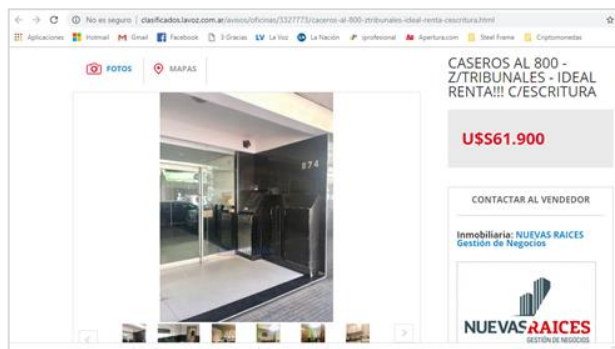 No es seguro | clasificados.lavoz.com.ar/avisos/oficinas/3327773/caseros-al-800-ztribunales-ideal-renta-cescritura.html
Aplicaciones Hotmail Gmail Facebook 3 Gracias LV La Voz La Nación iprofesional Apertura.com Steel Frame Criptomonedas
FOTOS MAPAS
CASEROS AL 800 -
Z/TRIBUNALES - IDEAL
RENTA!!! C/ESCRITURA
U$S61.900
874
CONTACTAR AL VENDEDOR
Inmobiliaria: NUEVAS RAICES
Gestión de Negocios
NUEVASRAICES
GESTIÓN DE NEGOCIOS